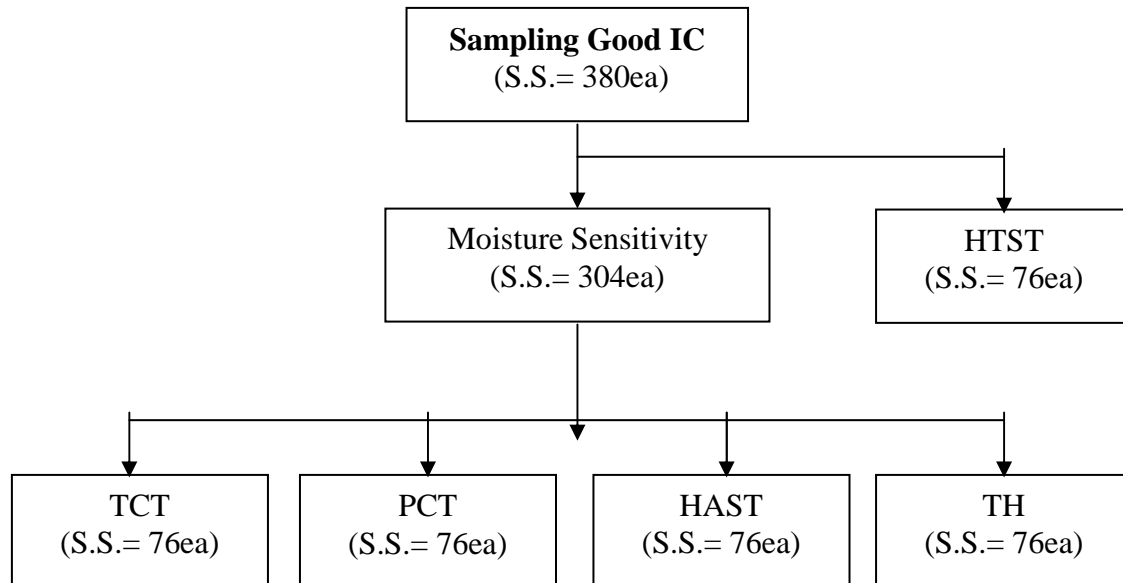 Sampling Good IC
(S.S.= 380ea)
Moisture Sensitivity
(S.S.= 304ea)
HTST
(S.S.= 76ea)
TCT
(S.S.= 76ea)
PCT
(S.S.= 76ea)
HAST
(S.S.= 76ea)
TH
(S.S.= 76ea)